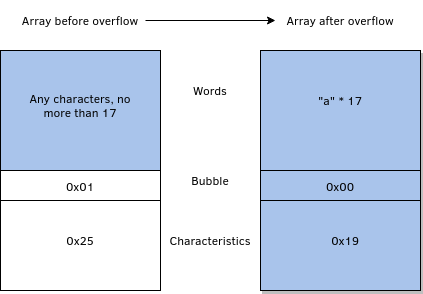 Array before overflow
Array after overflow
Any characters, no
more than 17
Words
"a" * 17
0x01
Bubble
0x00
0x25
Characteristics
0x19